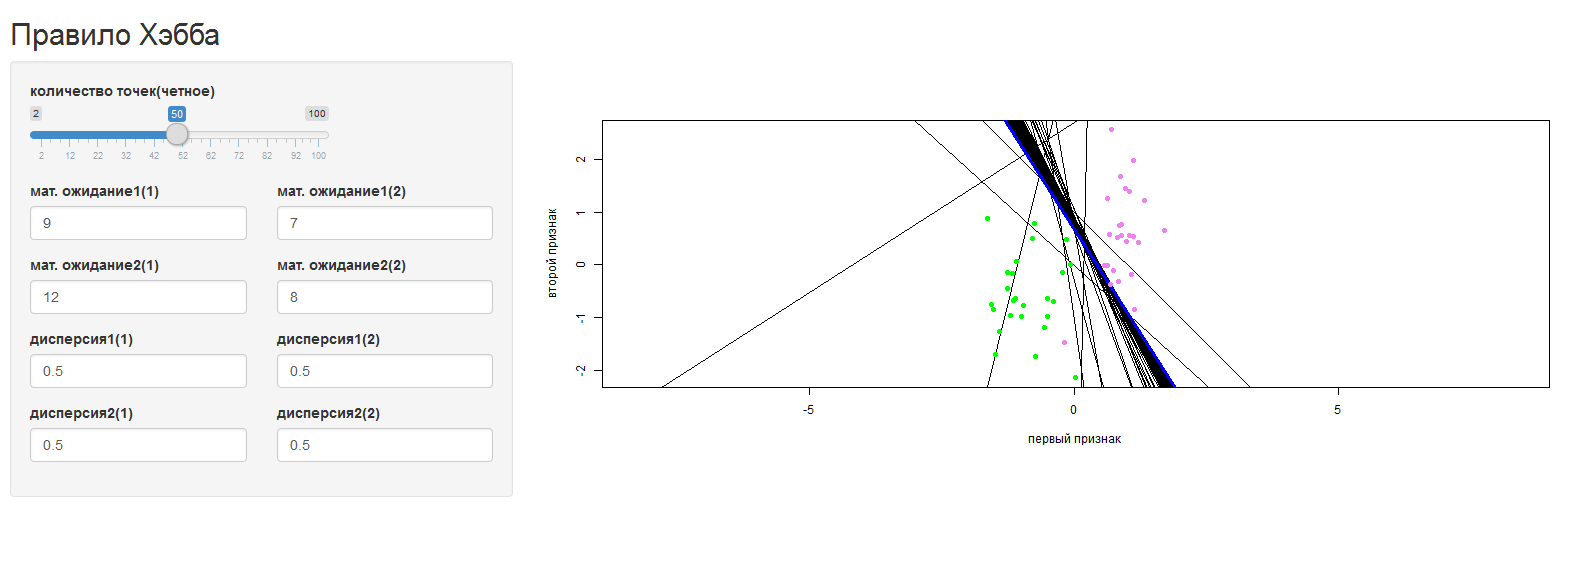 Правило Хэбба
количество точек(четное)
2 50 100
2 12 22 32 42 52 62 72 82 92 100
мат. ожидание1(1) мат. ожидание1(2)
9 7
мат. ожидание2(1) мат. ожидание2(2)
12 8
дисперсия1(1) дисперсия1(2)
0.5 0.5
дисперсия2(1) дисперсия2(2)
0.5 0.5
второй признак
2
1
0
-1
-2
-5 0 5
первый признак